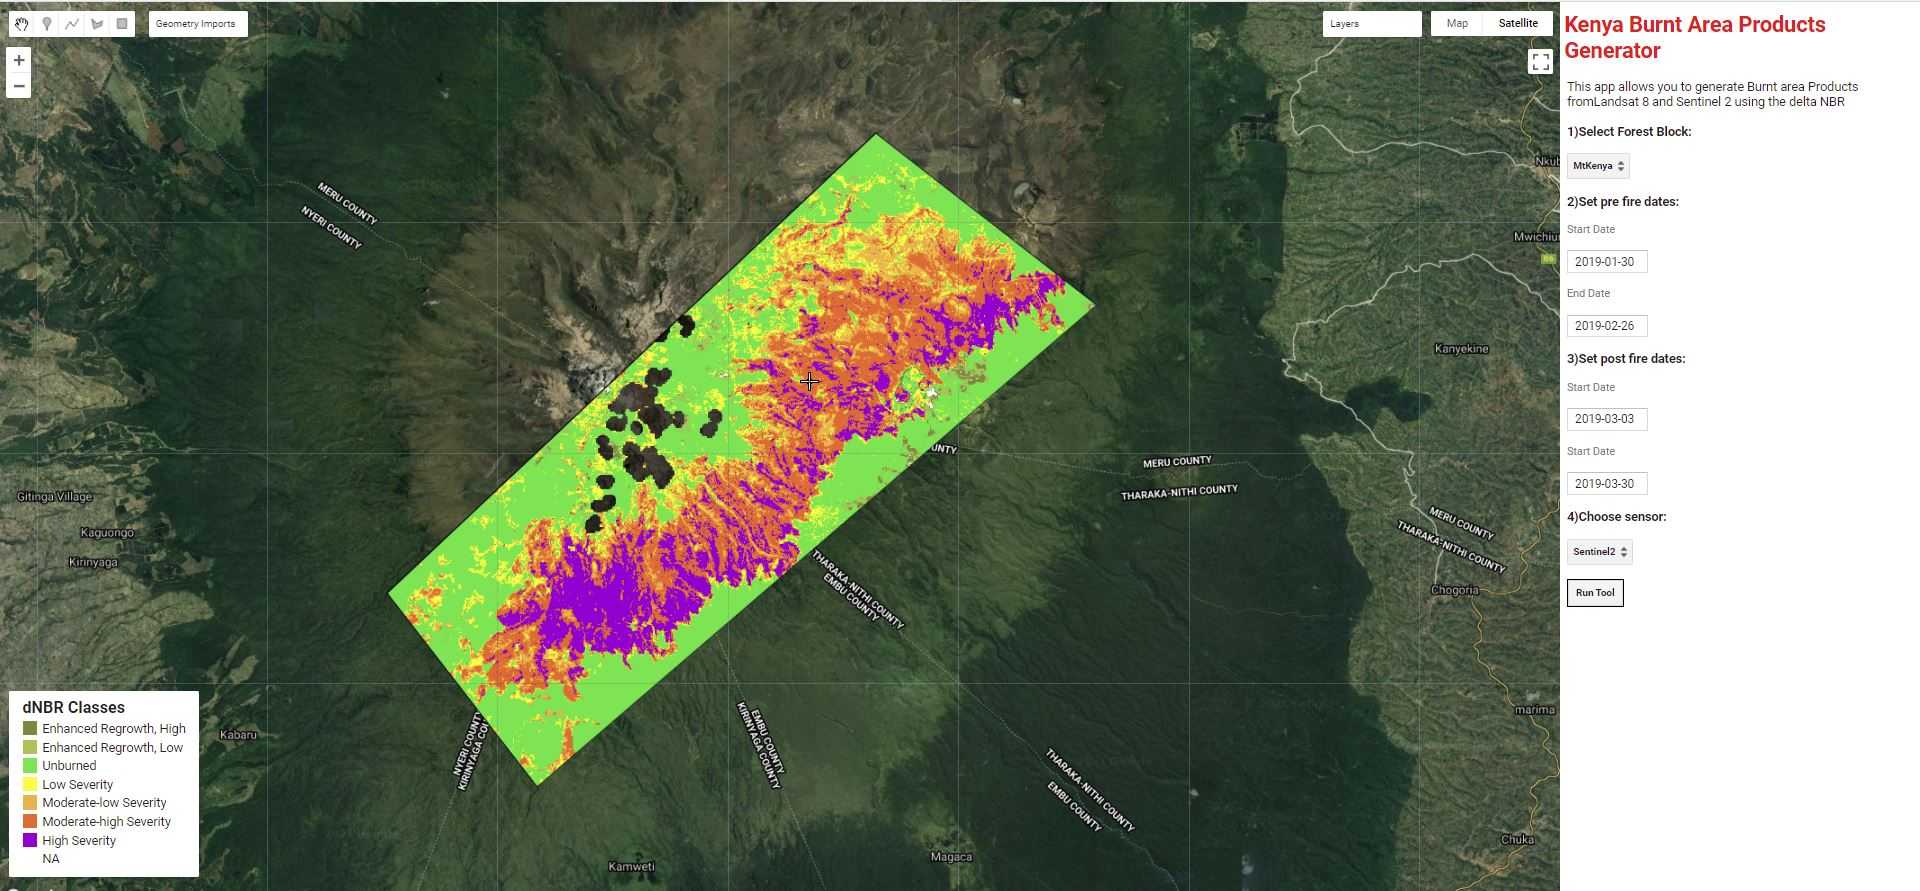 Geometry Imports
Layers
Map
Satellite
MERU COUNTY
NYERI COUNTY
Gitinga Village
Kaguongo
Kirinyaga
Kabaru
NYERI COUNTY
UNTY
MERU COUNTY
THARAKA-NITHI COUNTY
THARAKA-NITHI COUNTY
EMBU COUNTY
EMBU COUNTY
KIRINYAGA COUNTY
THARAKA-NITHI COUNTY
EMBU COUNTY
MERU COUNTY
THARAKA-NITHI COUNTY
Nkub
Mwichiu
Kanyekine
Chogoria
marima
Chuka
Magaca
Kamweti
dNBR Classes
Enhanced Regrowth, High
Enhanced Regrowth, Low
Unburned
Low Severity
Moderate-low Severity
Moderate-high Severity
High Severity
NA
Kenya Burnt Area Products
Generator
This app allows you to generate Burnt area Products
fromLandsat 8 and Sentinel 2 using the delta NBR
1)Select Forest Block:
MtKenya
2)Set pre fire dates:
Start Date
2019-01-30
End Date
2019-02-26
3)Set post fire dates:
Start Date
2019-03-03
Start Date
2019-03-30
4)Choose sensor:
Sentinel2
Run Tool